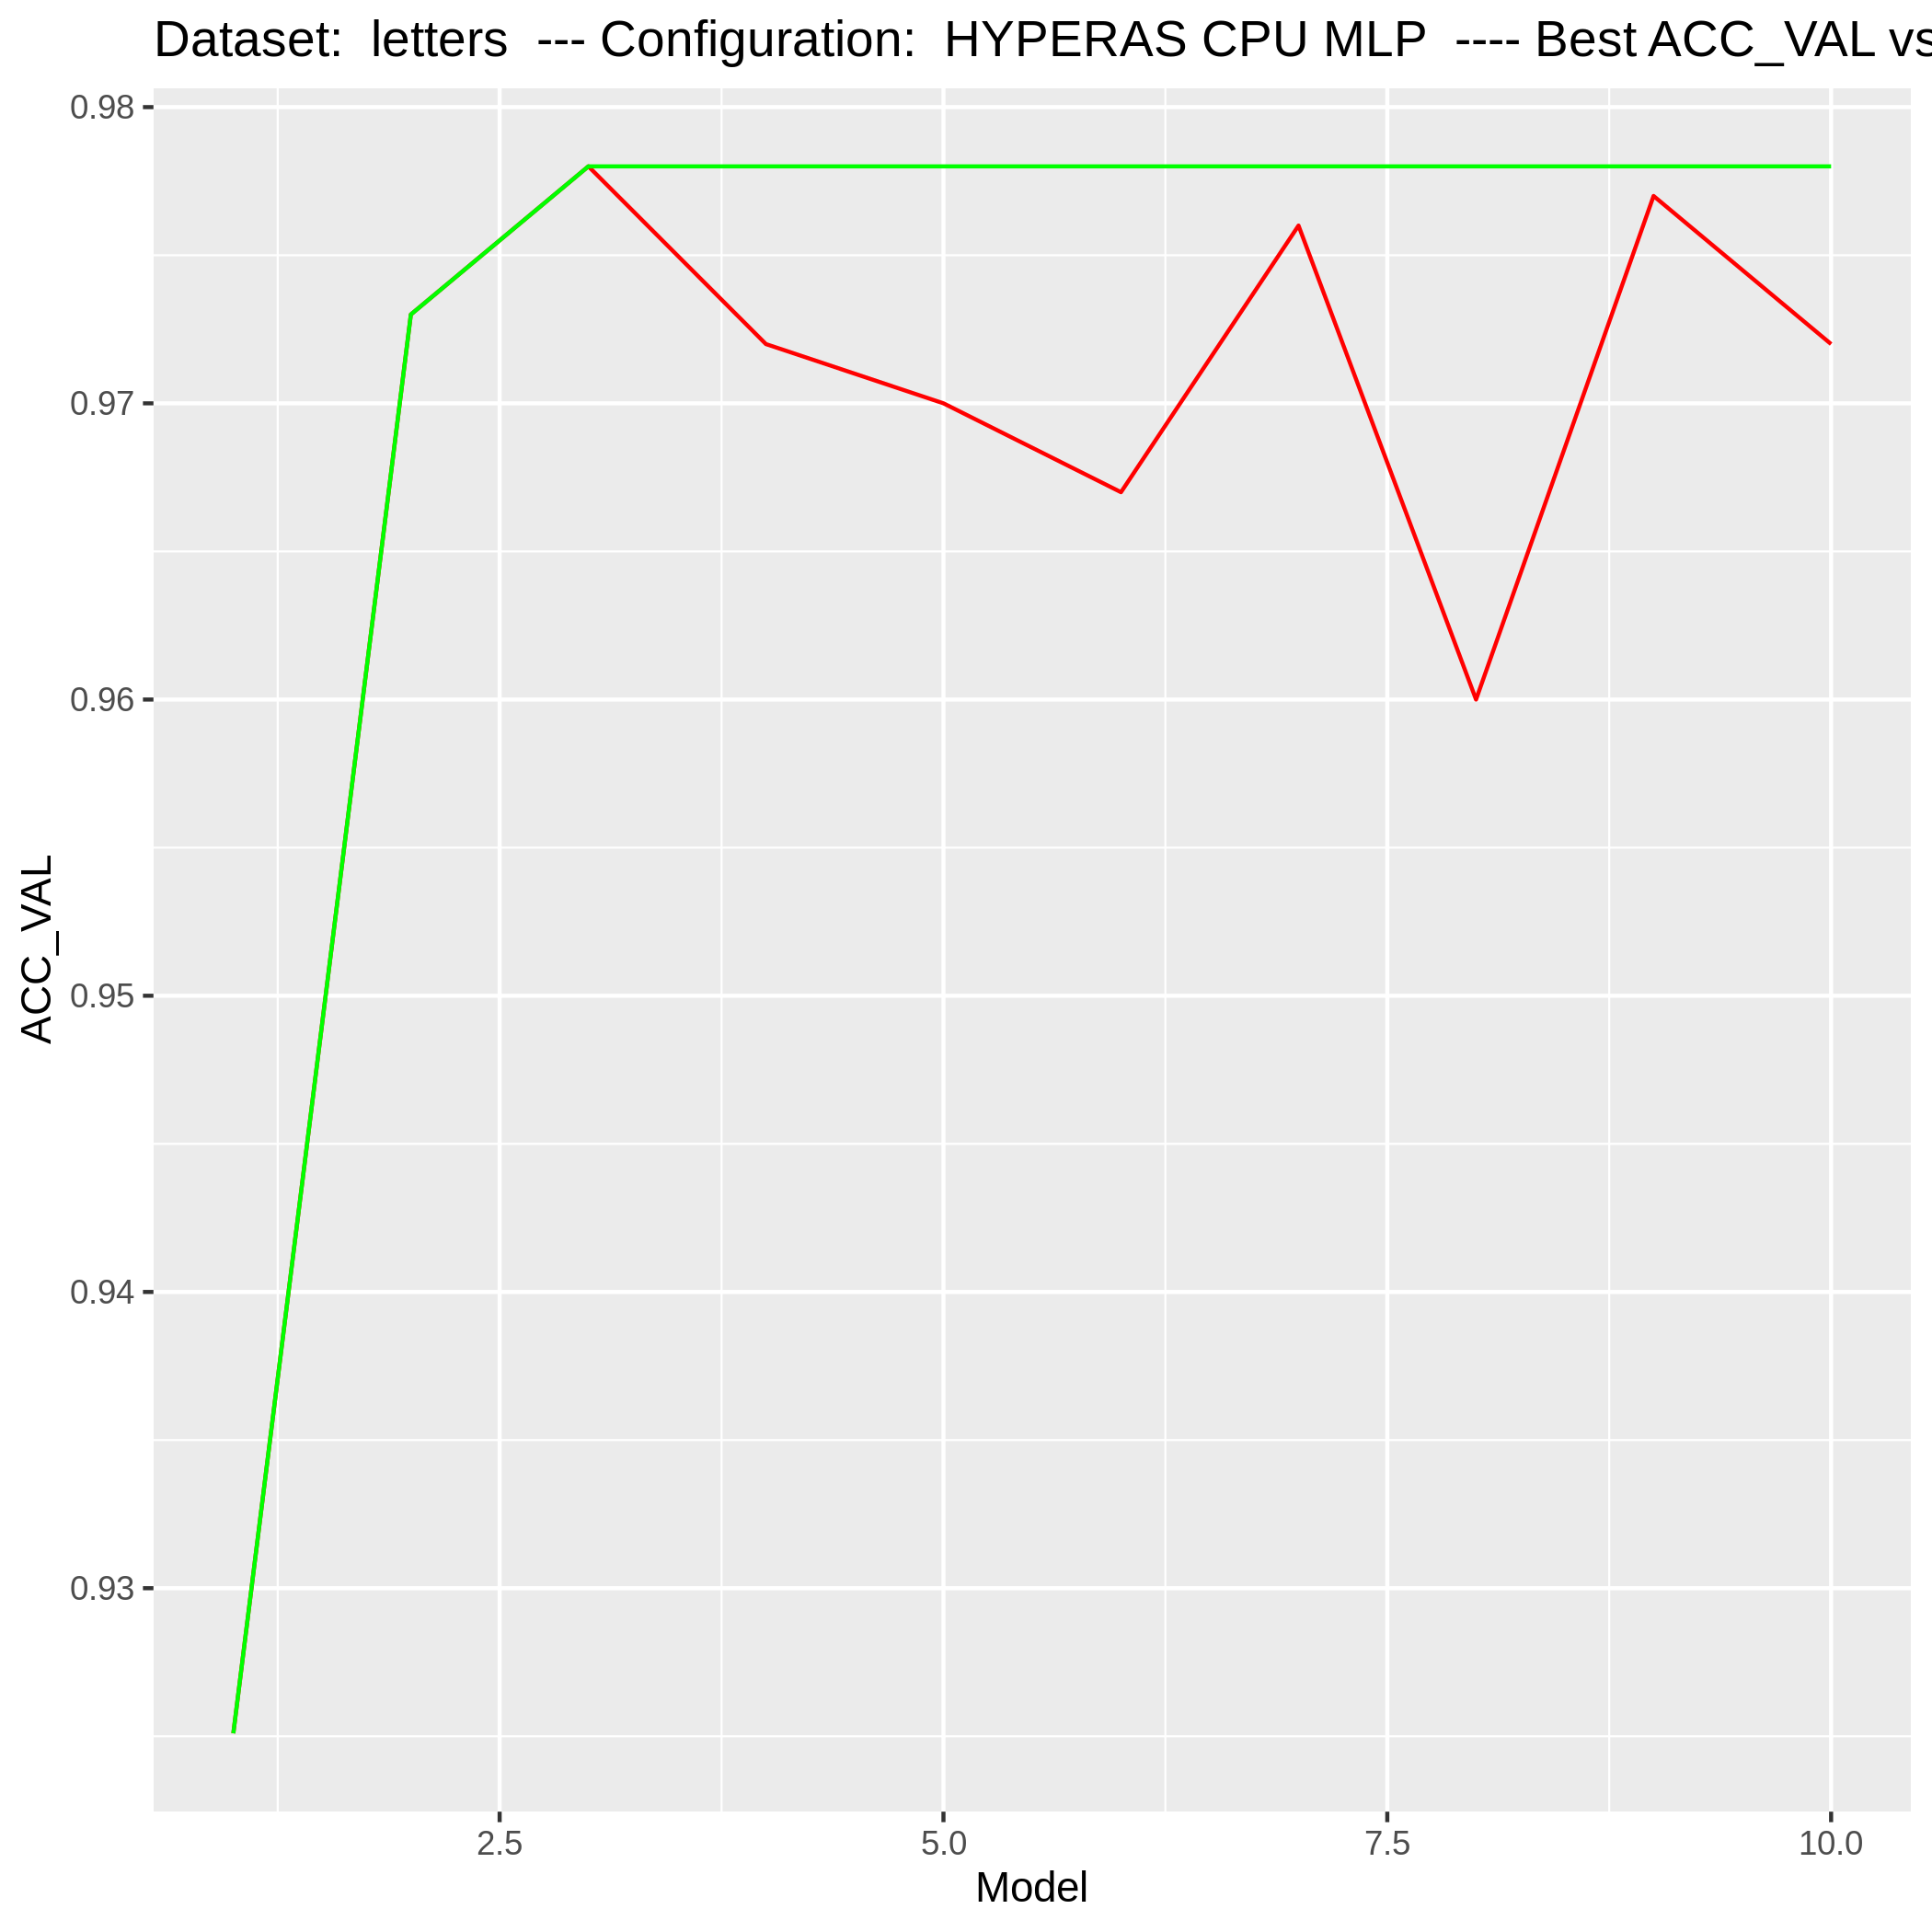 Dataset:  letters  --- Configuration:  HYPERAS CPU MLP  ---- Best ACC_VAL vs
0.98
0.97
0.96
0.95
0.94
0.93
ACC_VAL
2.5 5.0 7.5 10.0
Model